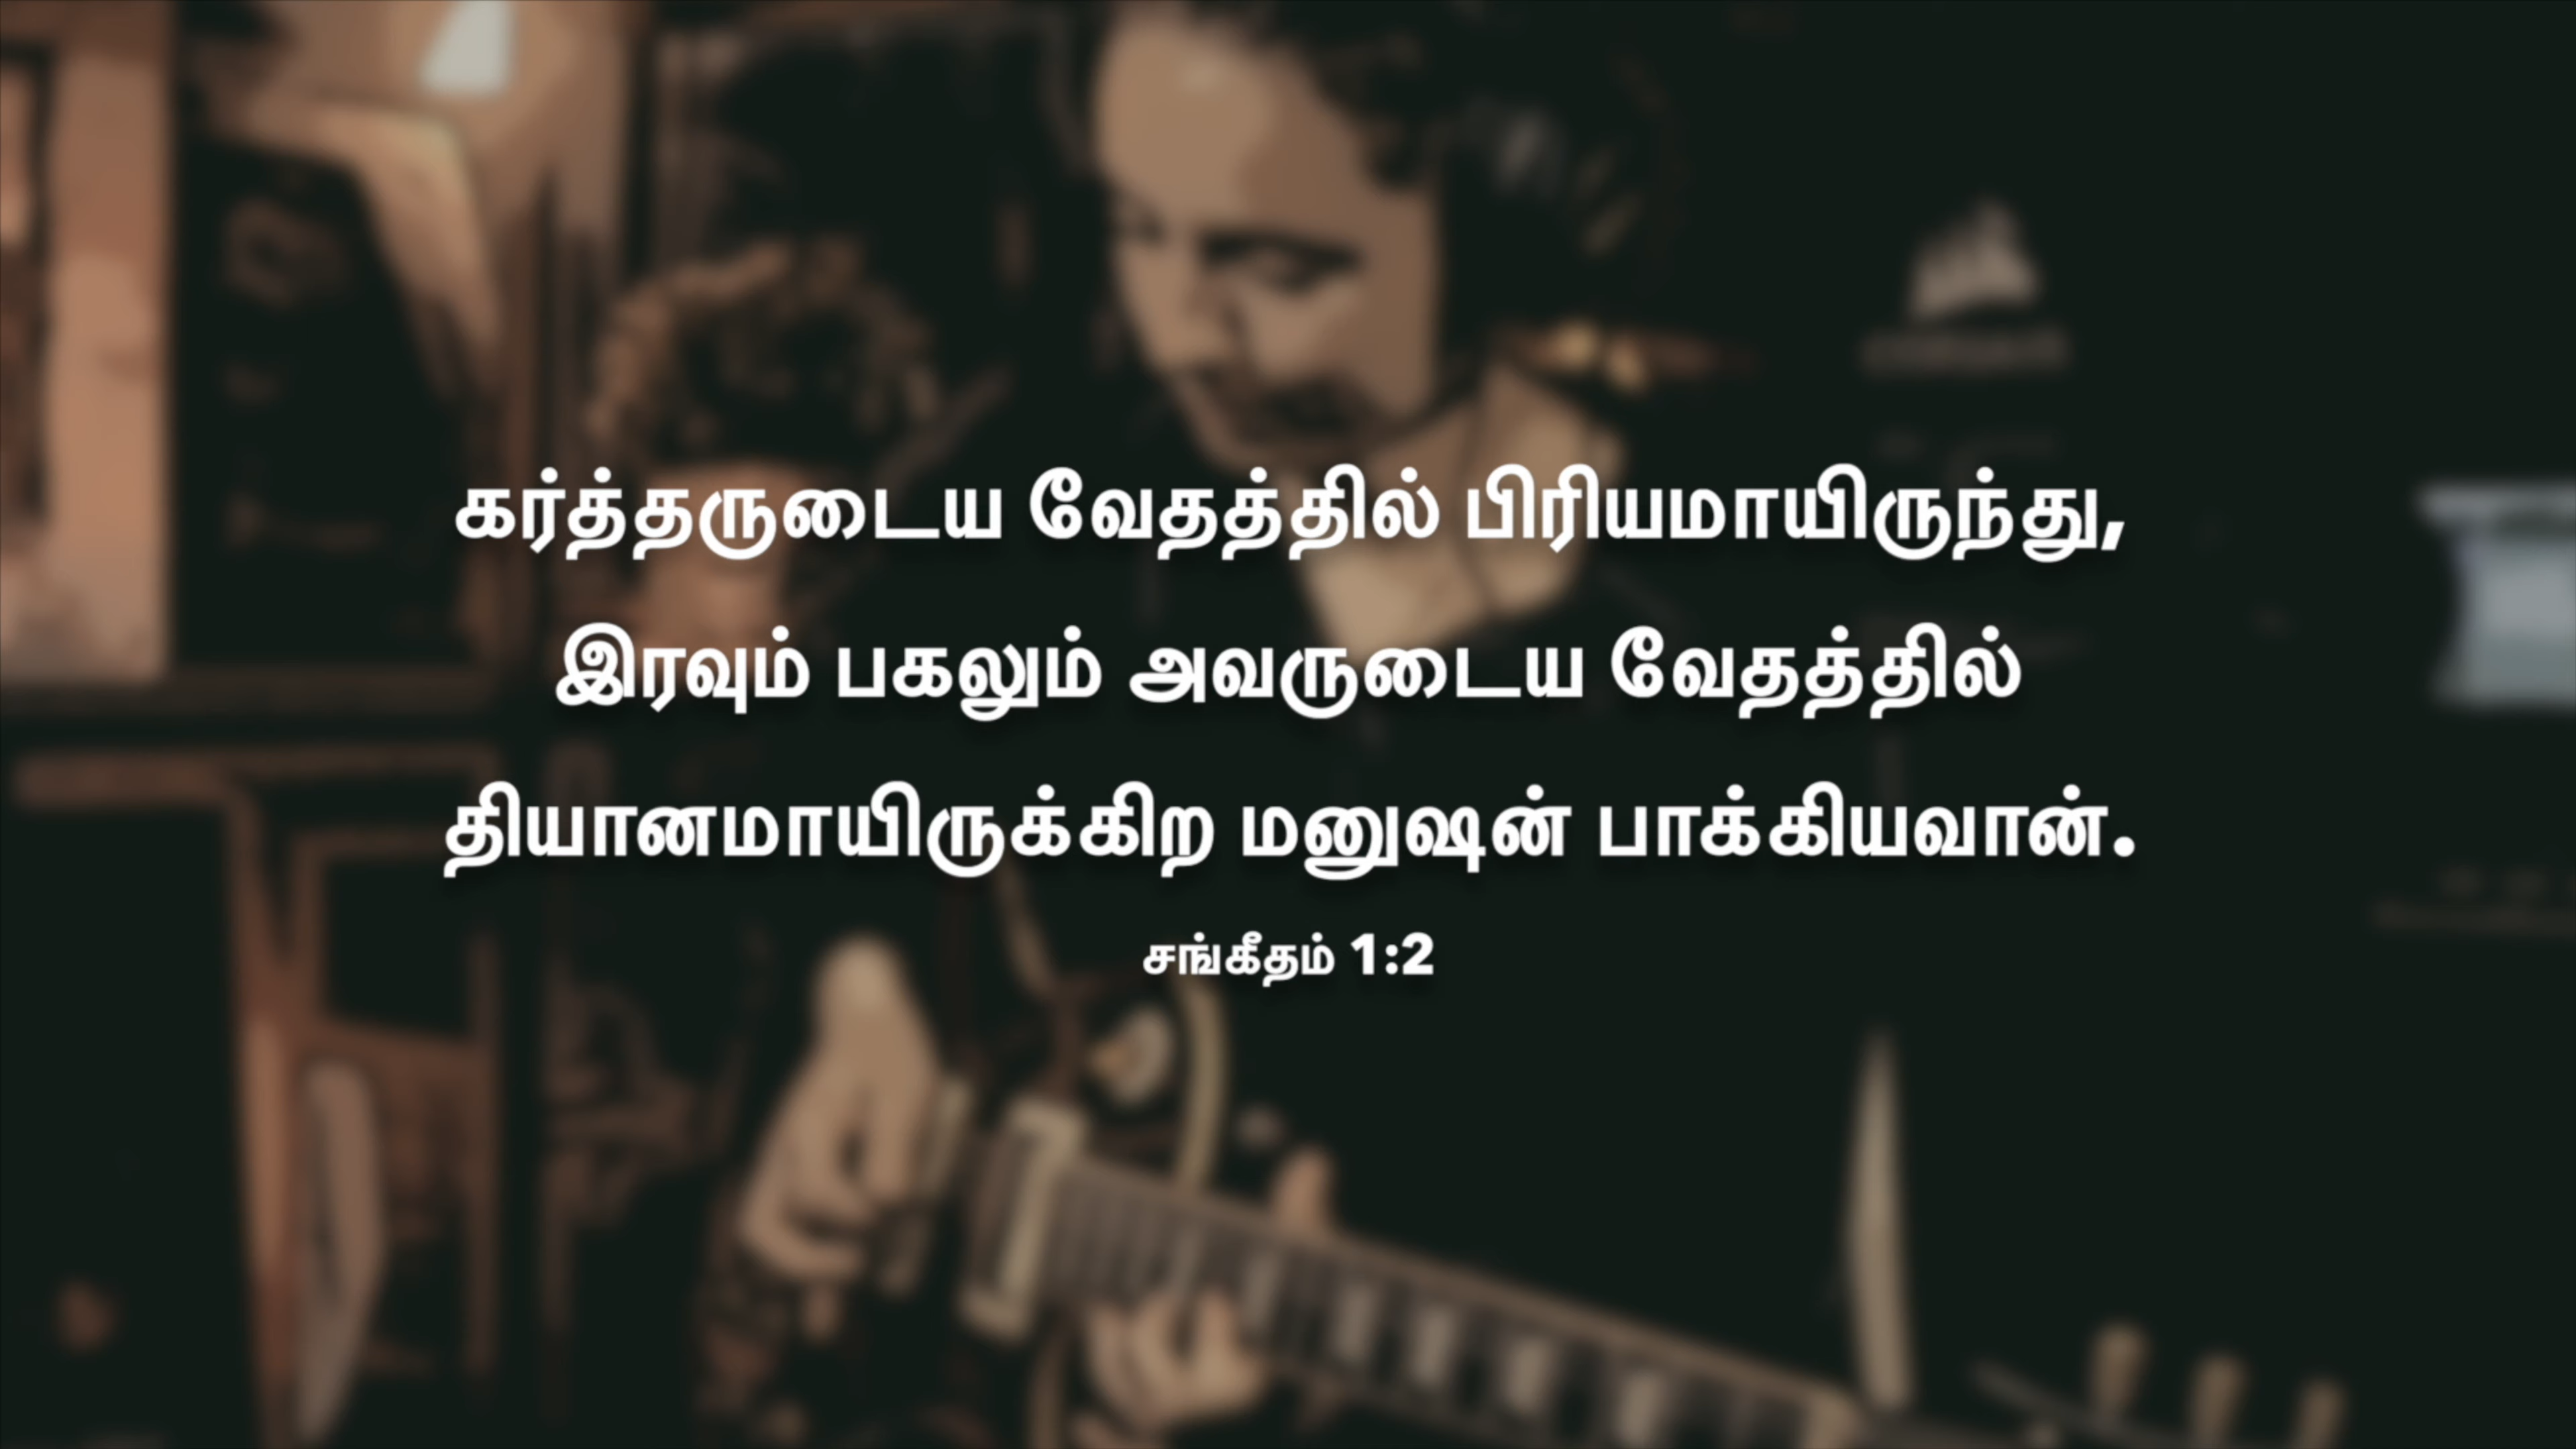 கர்த்தருடைய வேதத்தில் பிரியமாயிருந்து,
இரவும் பகலும் அவருடைய வேதத்தில்
தியானமாயிருக்கிற மனுஷன் பாக்கியவான்.
சங்கீதம் 1:2